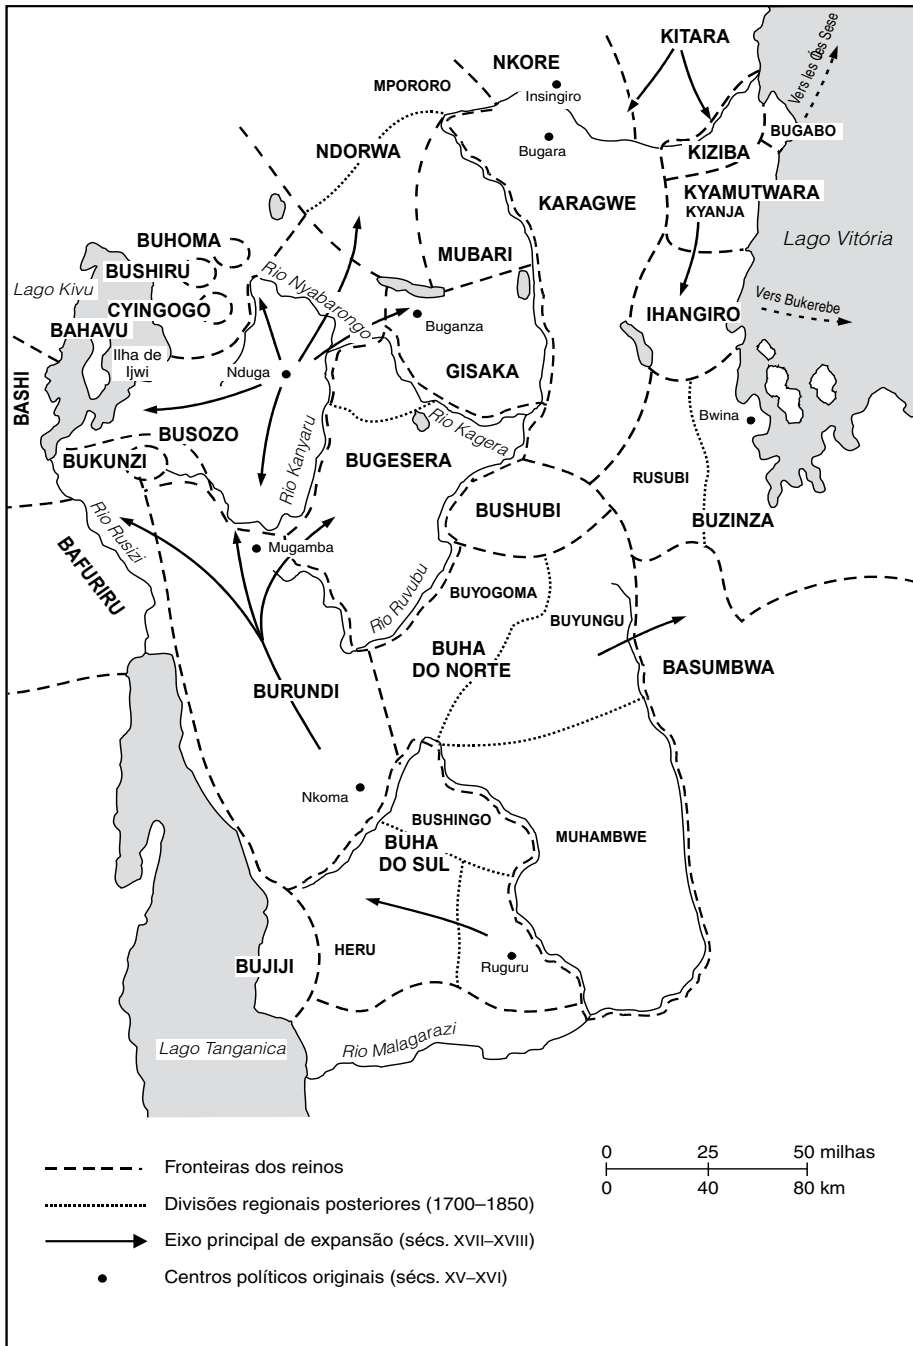 KITARA
NKORE
MPORORO
Insingiro
Vers les îles Sese
BUGABO
NDORWA
Bugara
KIZIBA
KARAGWE
KYAMUTWARA
KYANJA
Lago Vitória
BUHOMA
MUBARI
BUSHIRU
Rio Nyabarongo
Lago Kivu
CYINGOGO
Vers Bukerebe
BAHAVU
IHANGIRO
Buganza
Ilha de
Ijwi
Nduga
GISAKA
BASHI
Bwina
Rio Kagera
BUSOZO
Rio Kanyaru
BUKUNZI
BUGESERA
RUSUBI
BUSHUBI
BUZINZA
Rio Rusizi
Mugamba
BAFURIRU
Rio Ruvubu
BUYOGOMA
BUYUNGU
BUHA
DO NORTE
BASUMBWA
BURUNDI
Nkoma
BUSHINGO
MUHAMBWE
BUHA
DO SUL
HERU
Ruguru
BUJIJI
Lago Tanganica
Rio Malagarazi
Fronteiras dos reinos
Divisões regionais posteriores (1700–1850)
Eixo principal de expansão (sécs. XVII–XVIII)
Centros políticos originais (sécs. XV–XVI)
0 25 50 milhas
0 40 80 km